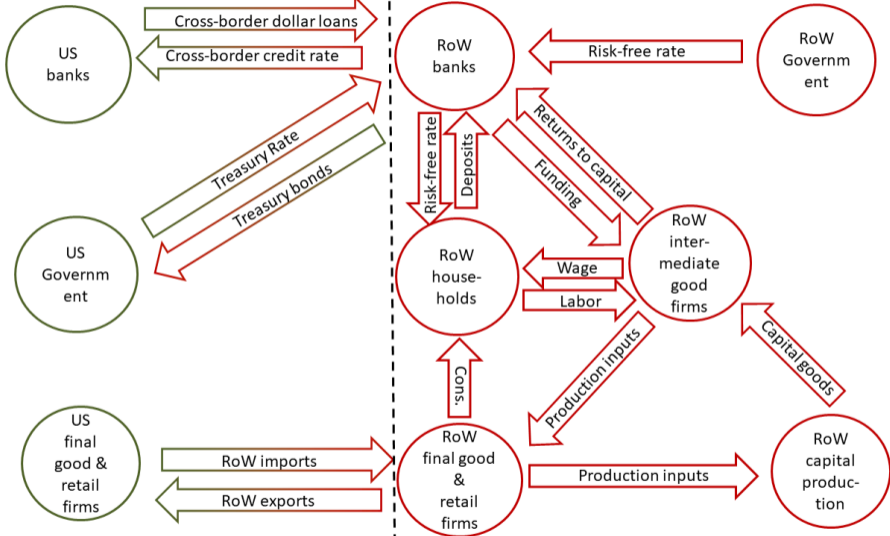 US
banks
Cross-border dollar loans
Cross-border credit rate
RoW
banks
Risk-free rate
RoW
Governm
ent
Treasury Rate
Treasury bonds
Risk-free rate
Deposits
Returns to capital
Funding
US
Governm
ent
RoW
house-
holds
Wage
Labor
RoW
inter-
mediate
good
firms
Cons.
Production inputs
Capital goods
US
final
good &
retail
firms
RoW imports
RoW exports
RoW
final good
&
retail
firms
Production inputs
RoW
capital
produc-
tion